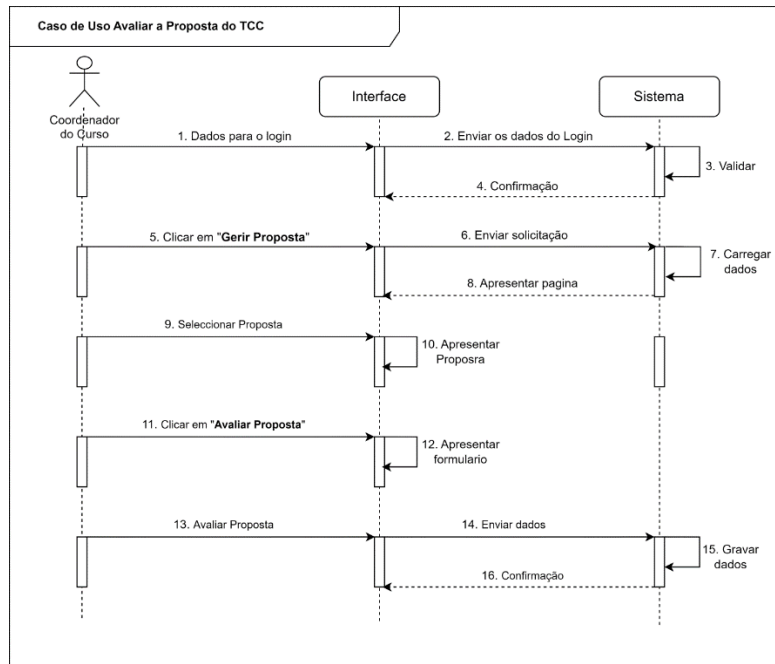 Caso de Uso Avaliar a Proposta do TCC
Coordenador
do Curso
Interface
Sistema
1. Dados para o login
2. Enviar os dados do Login
3. Validar
4. Confirmação
5. Clicar em "Gerir Proposta"
6. Enviar solicitação
7. Carregar
dados
8. Apresentar pagina
9. Seleccionar Proposta
10. Apresentar
Proposra
11. Clicar em "Avaliar Proposta"
12. Apresentar
formulario
13. Avaliar Proposta
14. Enviar dados
15. Gravar
dados
16. Confirmação